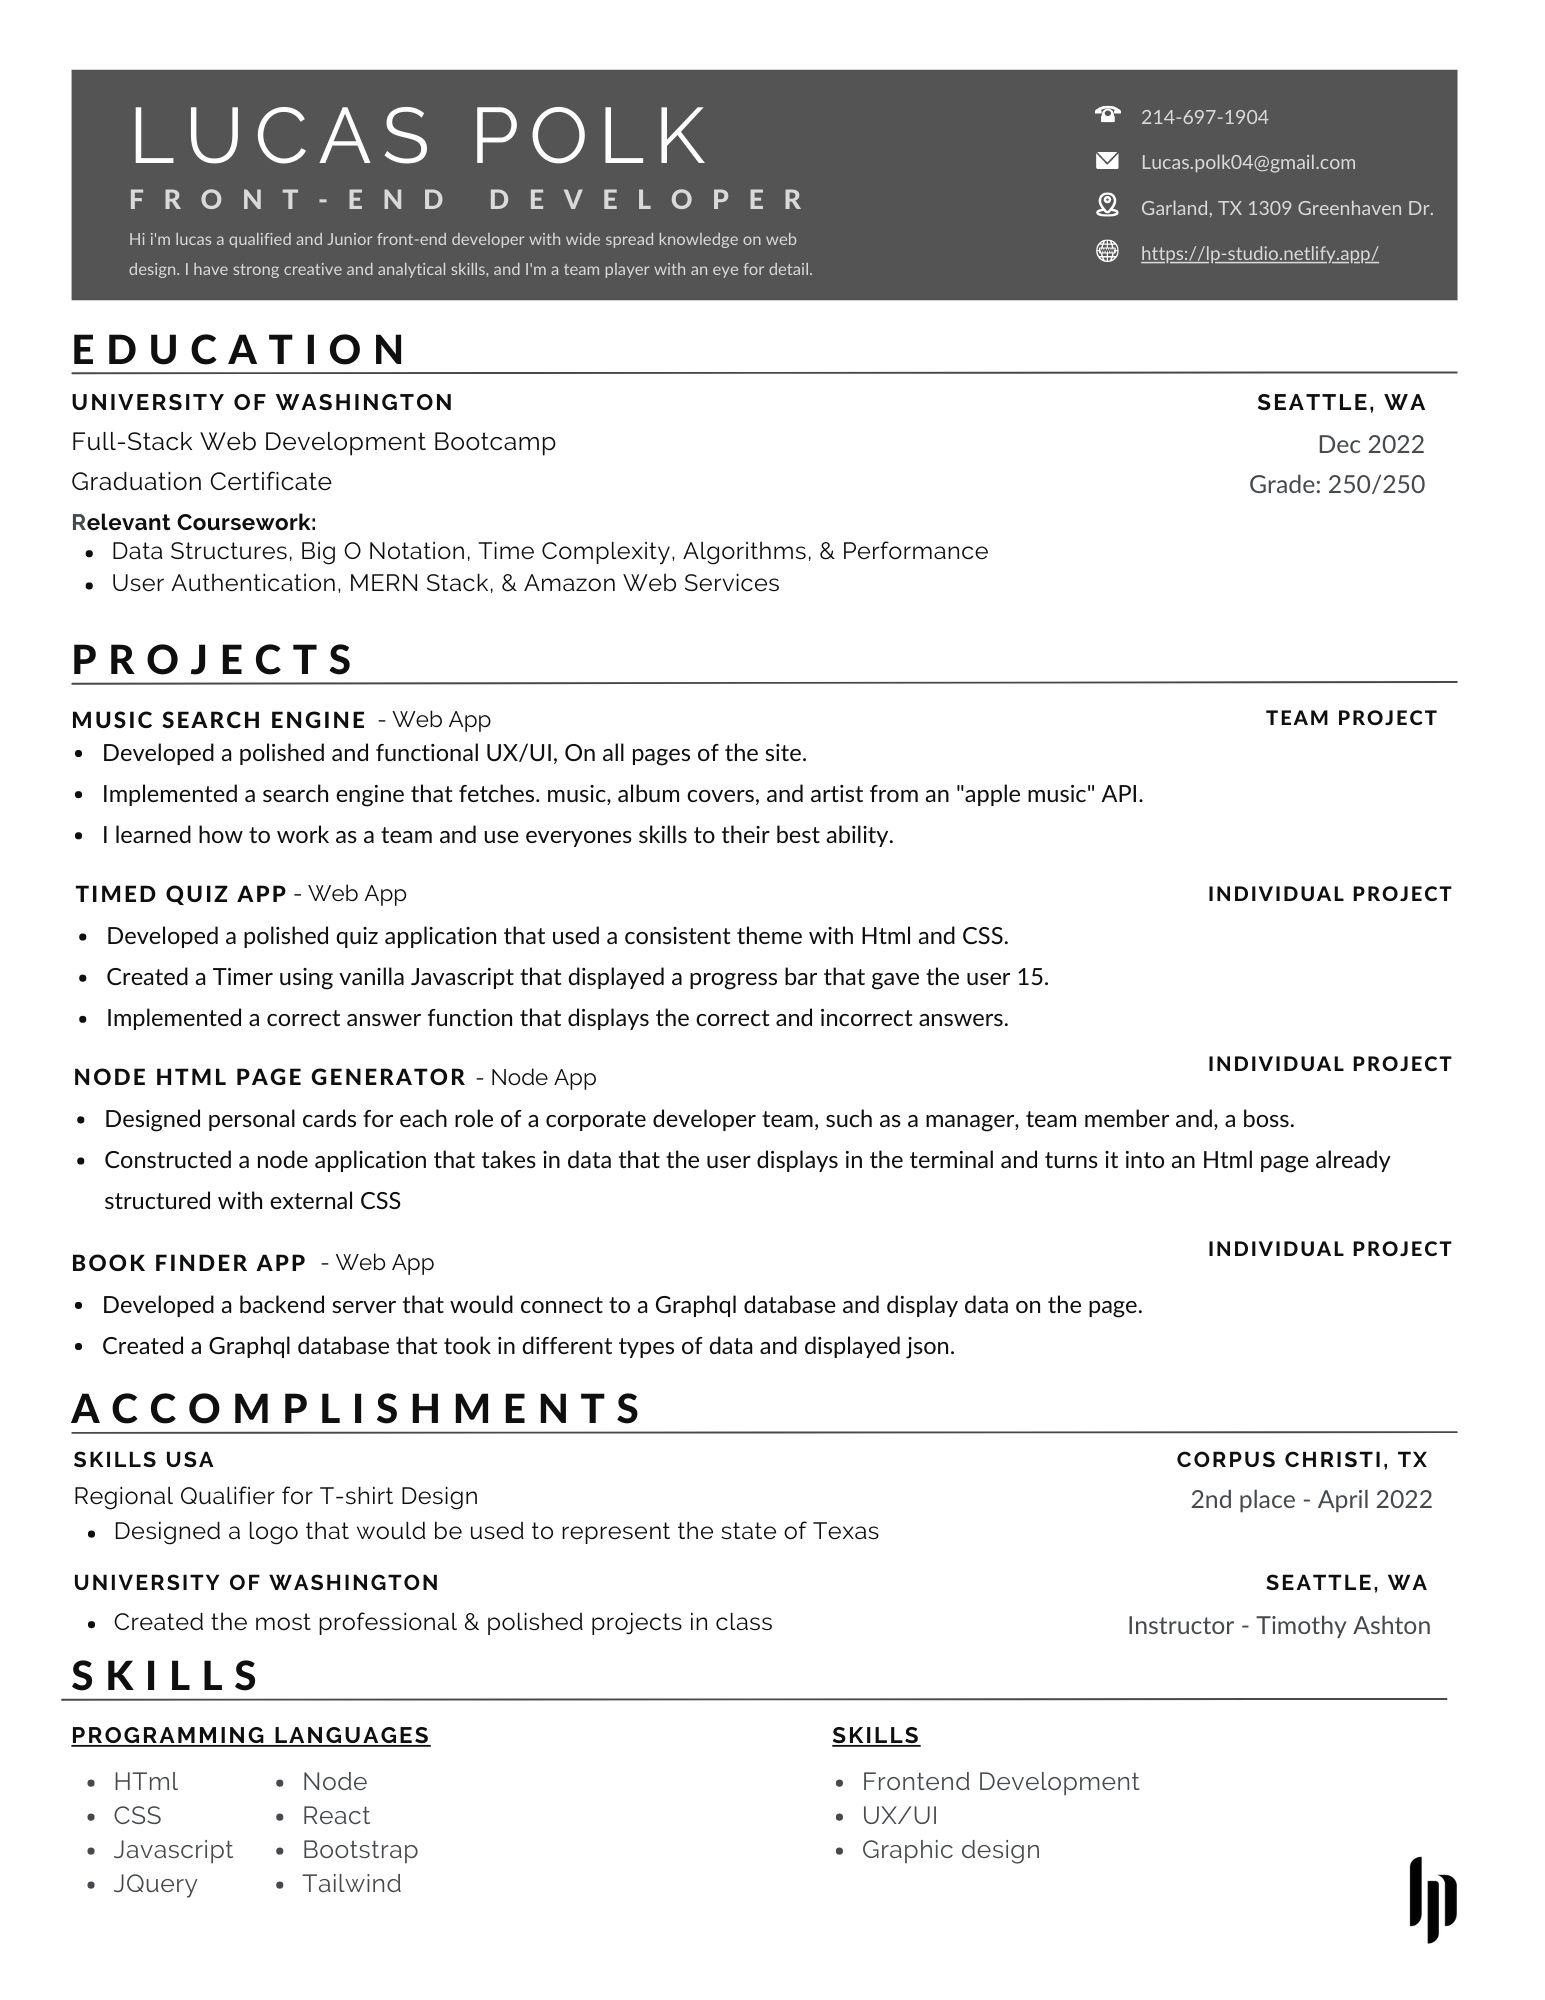 LUCAS POLK
FRONT-END DEVELOPER
Hi i'm lucas a qualified and Junior front-end developer with wide spread knowledge on web
design. I have strong creative and analytical skills, and I'm a team player with an eye for detail.
214-697-1904
Lucas.polk04@gmail.com
Garland, TX 1309 Greenhaven Dr.
https://lp-studio.netlify.app/
EDUCATION
UNIVERSITY OF WASHINGTON SEATTLE, WA
Full-Stack Web Development Bootcamp Dec 2022
Graduation Certificate Grade: 250/250
Relevant Coursework:
• Data Structures, Big O Notation, Time Complexity, Algorithms, & Performance
• User Authentication, MERN Stack, & Amazon Web Services
PROJECTS
MUSIC SEARCH ENGINE - Web App TEAM PROJECT
• Developed a polished and functional UX/UI, On all pages of the site.
• Implemented a search engine that fetches. music, album covers, and artist from an "apple music" API.
• I learned how to work as a team and use everyones skills to their best ability.
TIMED QUIZ APP - Web App INDIVIDUAL PROJECT
• Developed a polished quiz application that used a consistent theme with Html and CSS.
• Created a Timer using vanilla Javascript that displayed a progress bar that gave the user 15.
• Implemented a correct answer function that displays the correct and incorrect answers.
NODE HTML PAGE GENERATOR - Node App INDIVIDUAL PROJECT
• Designed personal cards for each role of a corporate developer team, such as a manager, team member and, a boss.
• Constructed a node application that takes in data that the user displays in the terminal and turns it into an Html page already
structured with external CSS
BOOK FINDER APP - Web App INDIVIDUAL PROJECT
• Developed a backend server that would connect to a Graphql database and display data on the page.
• Created a Graphql database that took in different types of data and displayed json.
ACCOMPLISHMENTS
SKILLS USA CORPUS CHRISTI, TX
Regional Qualifier for T-shirt Design 2nd place - April 2022
• Designed a logo that would be used to represent the state of Texas
UNIVERSITY OF WASHINGTON SEATTLE, WA
• Created the most professional & polished projects in class Instructor - Timothy Ashton
SKILLS
PROGRAMMING LANGUAGES
• HTml
• CSS
• Javascript
• JQuery
• Node
• React
• Bootstrap
• Tailwind
SKILLS
• Frontend Development
• UX/UI
• Graphic design
lp